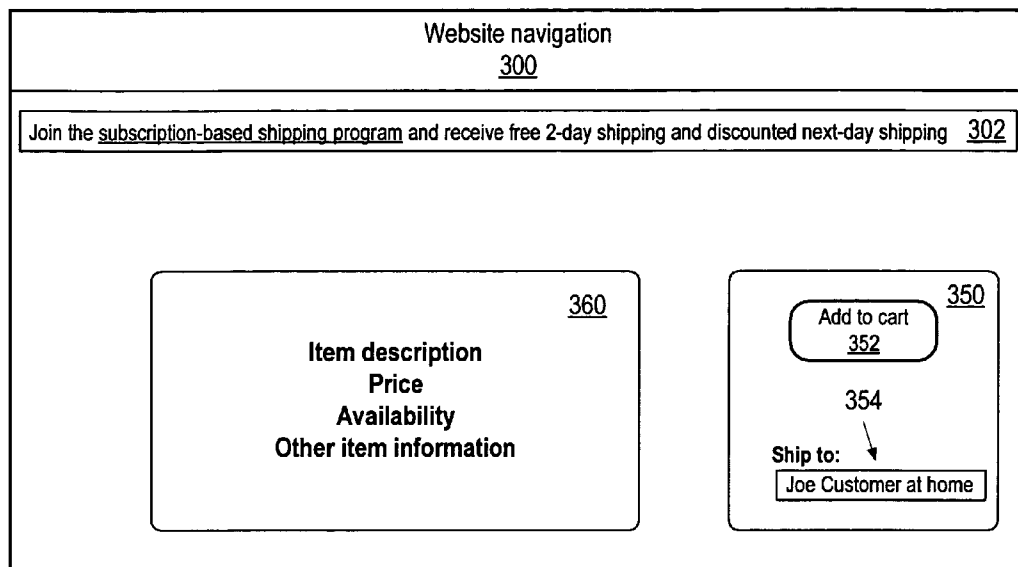 Website navigation
300
Join the subscription-based shipping program and receive free 2-day shipping and discounted next-day shipping 302
360
Item description
Price
Availability
Other item information
350
Add to cart
352
354
Ship to:
Joe Customer at home